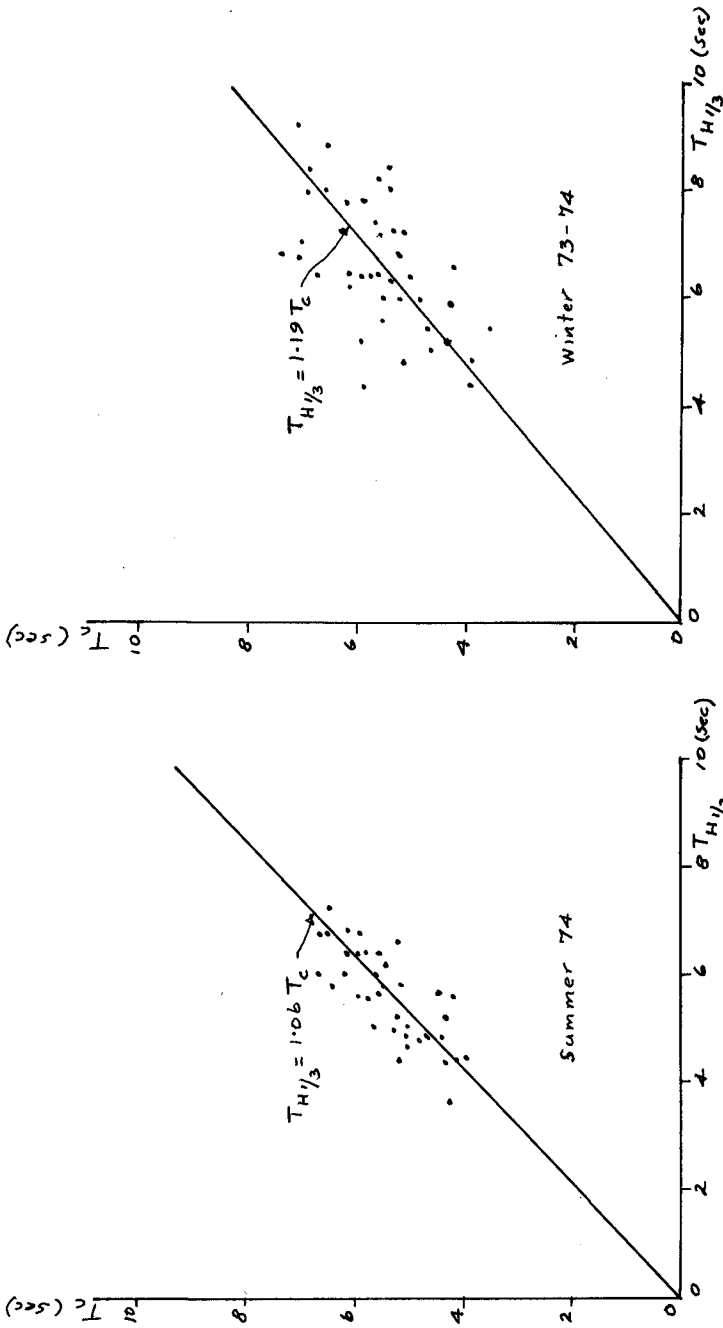 T_c (sec)
10
8
6
4
2
0
T_H1/3 = 1.06 T_c
Summer 74
0
2
4
6
8 T_H1/3
10 (sec)
T_c (sec)
10
8
6
4
2
0
T_H1/3 = 1.19 T_c
Winter 73-74
0
2
4
6
8
T_H1/3
10 (sec)